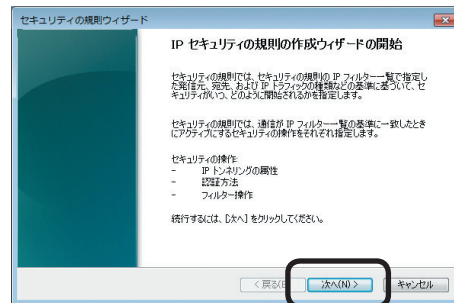 セキュリティの規則ウィザード
IP セキュリティの規則の作成ウィザードの開始
セキュリティの規則では、セキュリティの規則の IP フィルター一覧で指定し
た発信元、宛先、および IP トラフィックの種類などの基準に基づいて、セ
キュリティがいつ、どのように開始されるかを指定します。
セキュリティの規則では、通信が IP フィルター一覧の基準に一致したとき
にアクティブにするセキュリティの操作をそれぞれ指定します。
セキュリティの操作
- IP トンネリングの属性
- 認証方法
- フィルター操作
続行するには、[次へ] をクリックしてください。
< 戻る(B 次へ(N) > キャンセル